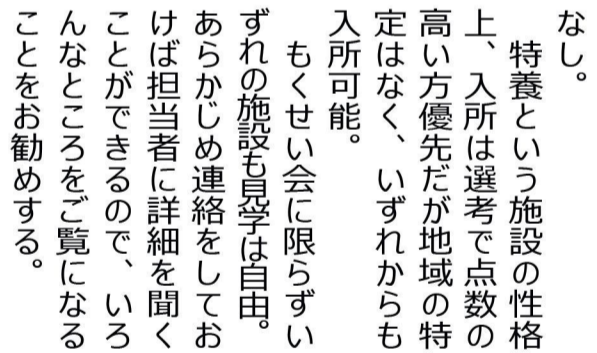 なし。
　特養という施設の性格
上、入所は選考で点数の
高い方優先だが地域の特
定はなく、いずれからも
入所可能。
　もくせい会に限らずい
ずれの施設も見学は自由。
あらかじめ連絡をしてお
けば担当者に詳細を聞く
ことができるので、いろ
んなところをご覧になる
ことをお勧めする。